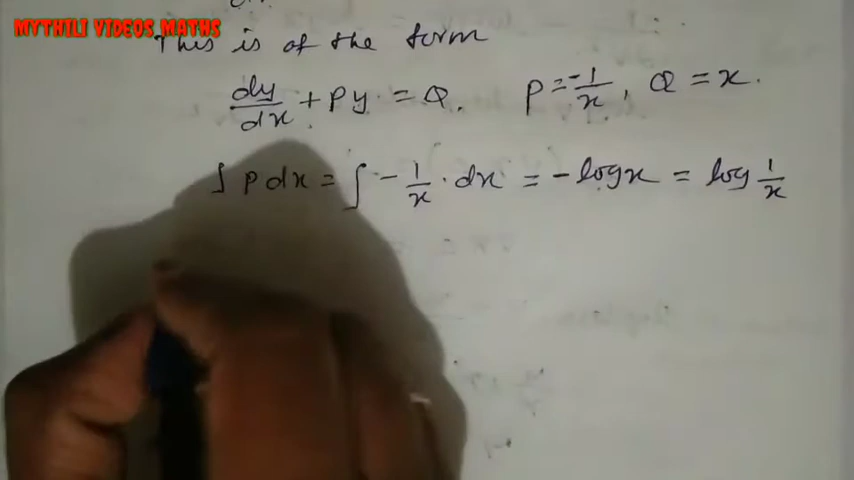 MYTHILI VIDEOS MATHS
This is of the form
dy/dx + Py = Q. P = -1/x, Q = x.
∫ P dx = ∫ - 1/x · dx = - log x = log 1/x